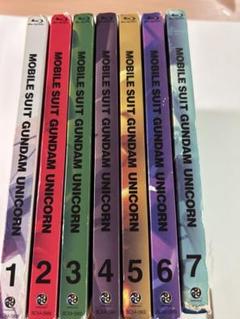 MOBILE SUIT GUNDAM UNICORN 1
MOBILE SUIT GUNDAM UNICORN 2
MOBILE SUIT GUNDAM UNICORN 3
MOBILE SUIT GUNDAM UNICORN 4
MOBILE SUIT GUNDAM UNICORN 5
MOBILE SUIT GUNDAM UNICORN 6
MOBILE SUIT GUNDAM UNICORN 7